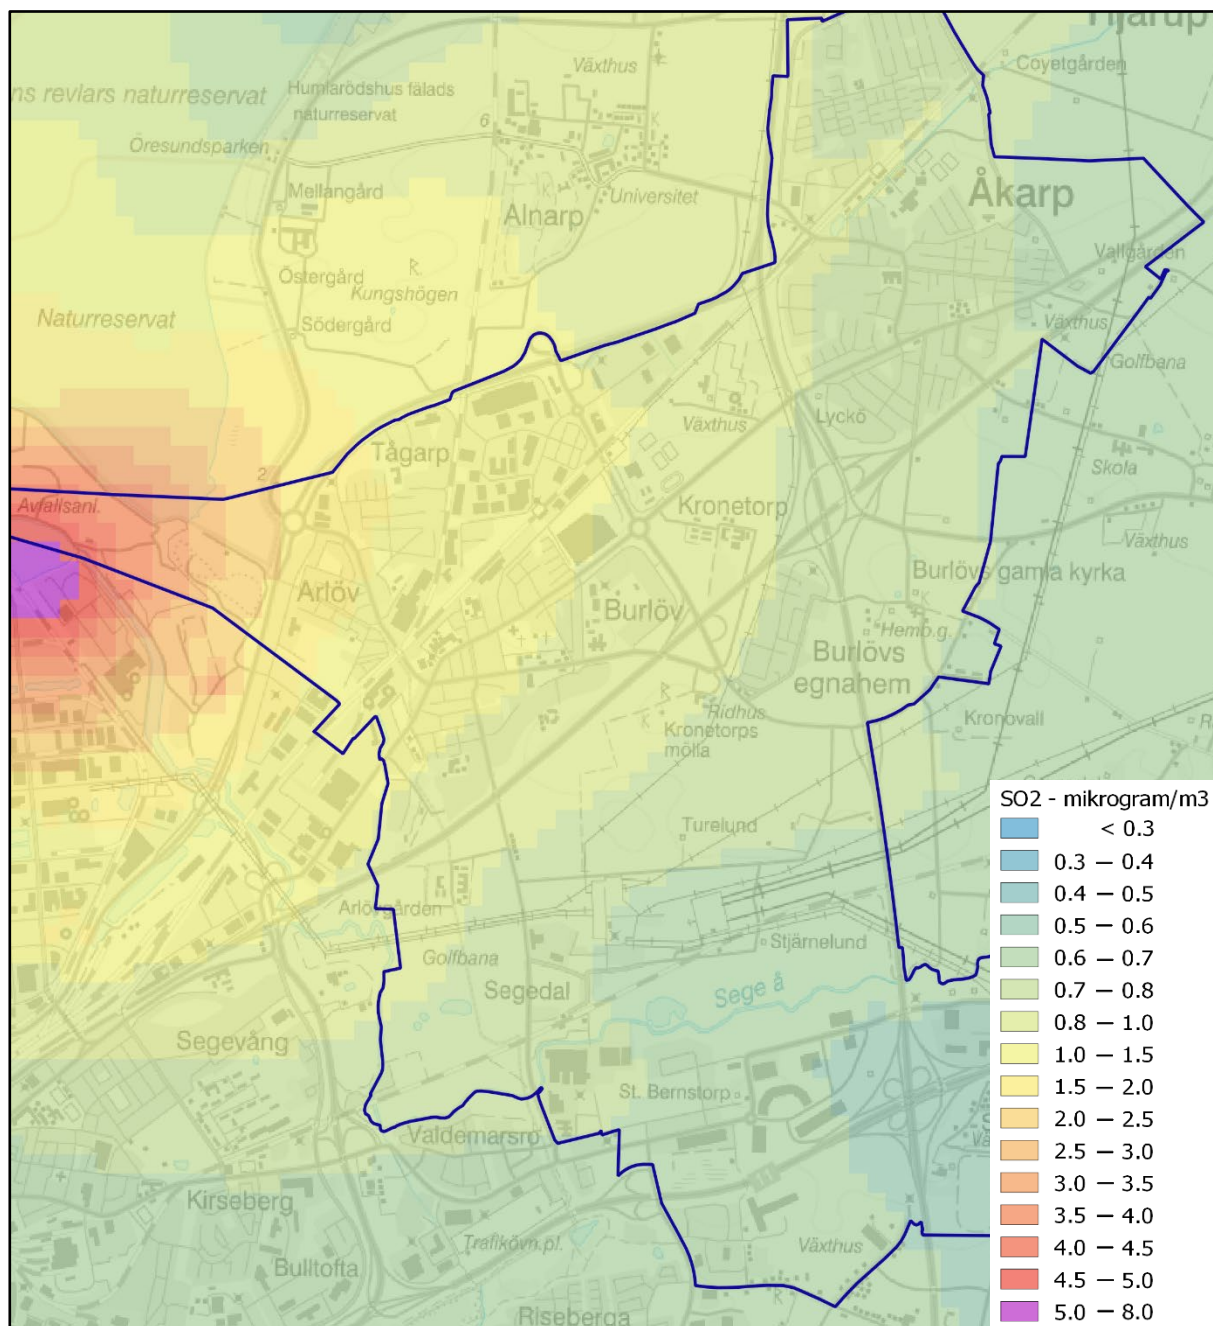 Hjärup
Växthus
Coyetgården
ns revlars naturreservat
Humlarödshus fälads
naturreservat
6
K
Öresundsparken
Mellangård
K
Universitet
Alnarp
Åkarp
Vallgården
Östergård
R
Kungshögen
Naturreservat
Södergård
Växthus
Golfbana
Växthus
Lyckö
Tågarp
2
Skola
Avfallsanl.
Kronetorp
Växthus
Arlöv
Burlövs gamla kyrka
Burlöv
K
Hemb.g.
Burlövs
egnahem
R
K
Ridhus
Kronetorps
mölla
Kronovall
R
Turelund
Arlövgården
Golfbana
Stjärnelund
Segedal
Sege å
Segevång
St. Bernstorp
Valdemarsro
Vä
Kirseberg
Trafikövn.pl.
Växthus
Bulltofta
K
Riseberga
SO2 - mikrogram/m3
< 0.3
0.3 – 0.4
0.4 – 0.5
0.5 – 0.6
0.6 – 0.7
0.7 – 0.8
0.8 – 1.0
1.0 – 1.5
1.5 – 2.0
2.0 – 2.5
2.5 – 3.0
3.0 – 3.5
3.5 – 4.0
4.0 – 4.5
4.5 – 5.0
5.0 – 8.0